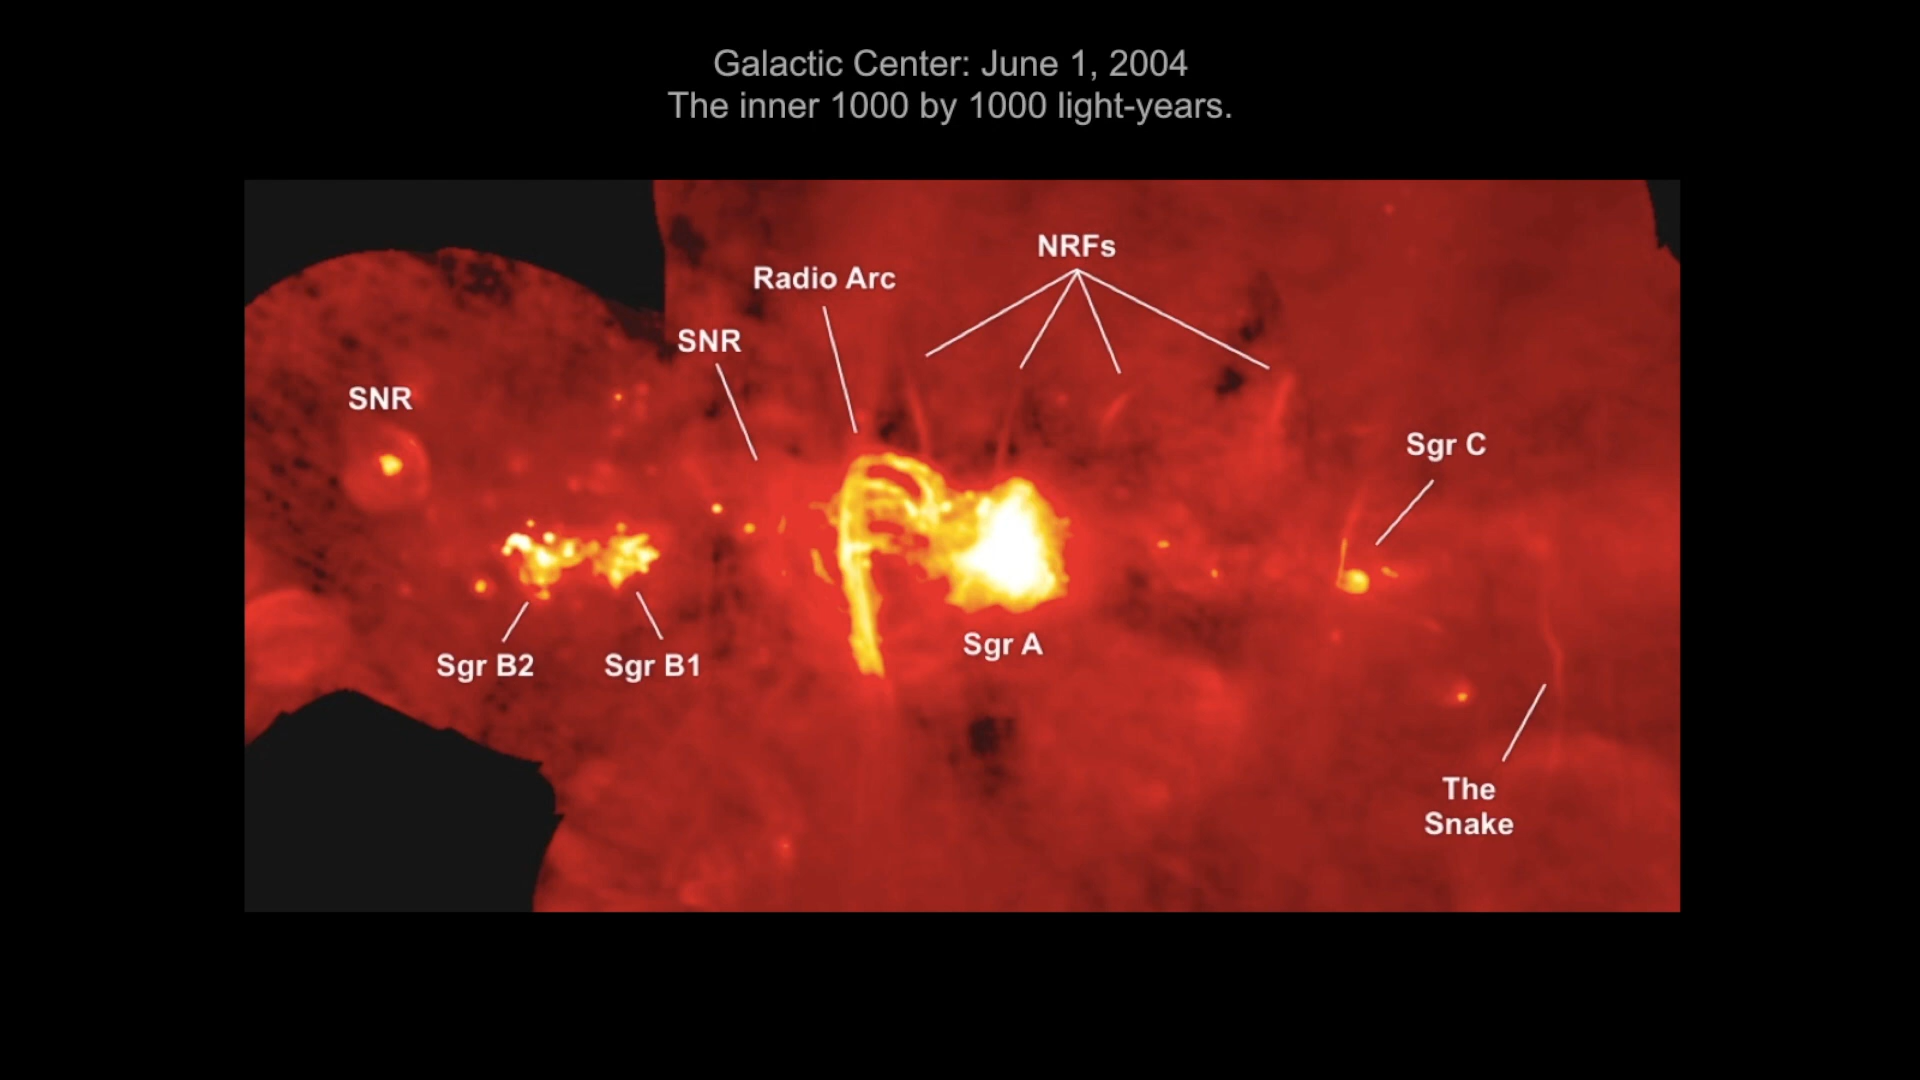 Galactic Center: June 1, 2004
The inner 1000 by 1000 light-years.
NRFs
Radio Arc
SNR
SNR
Sgr C
Sgr A
Sgr B2
Sgr B1
The
Snake